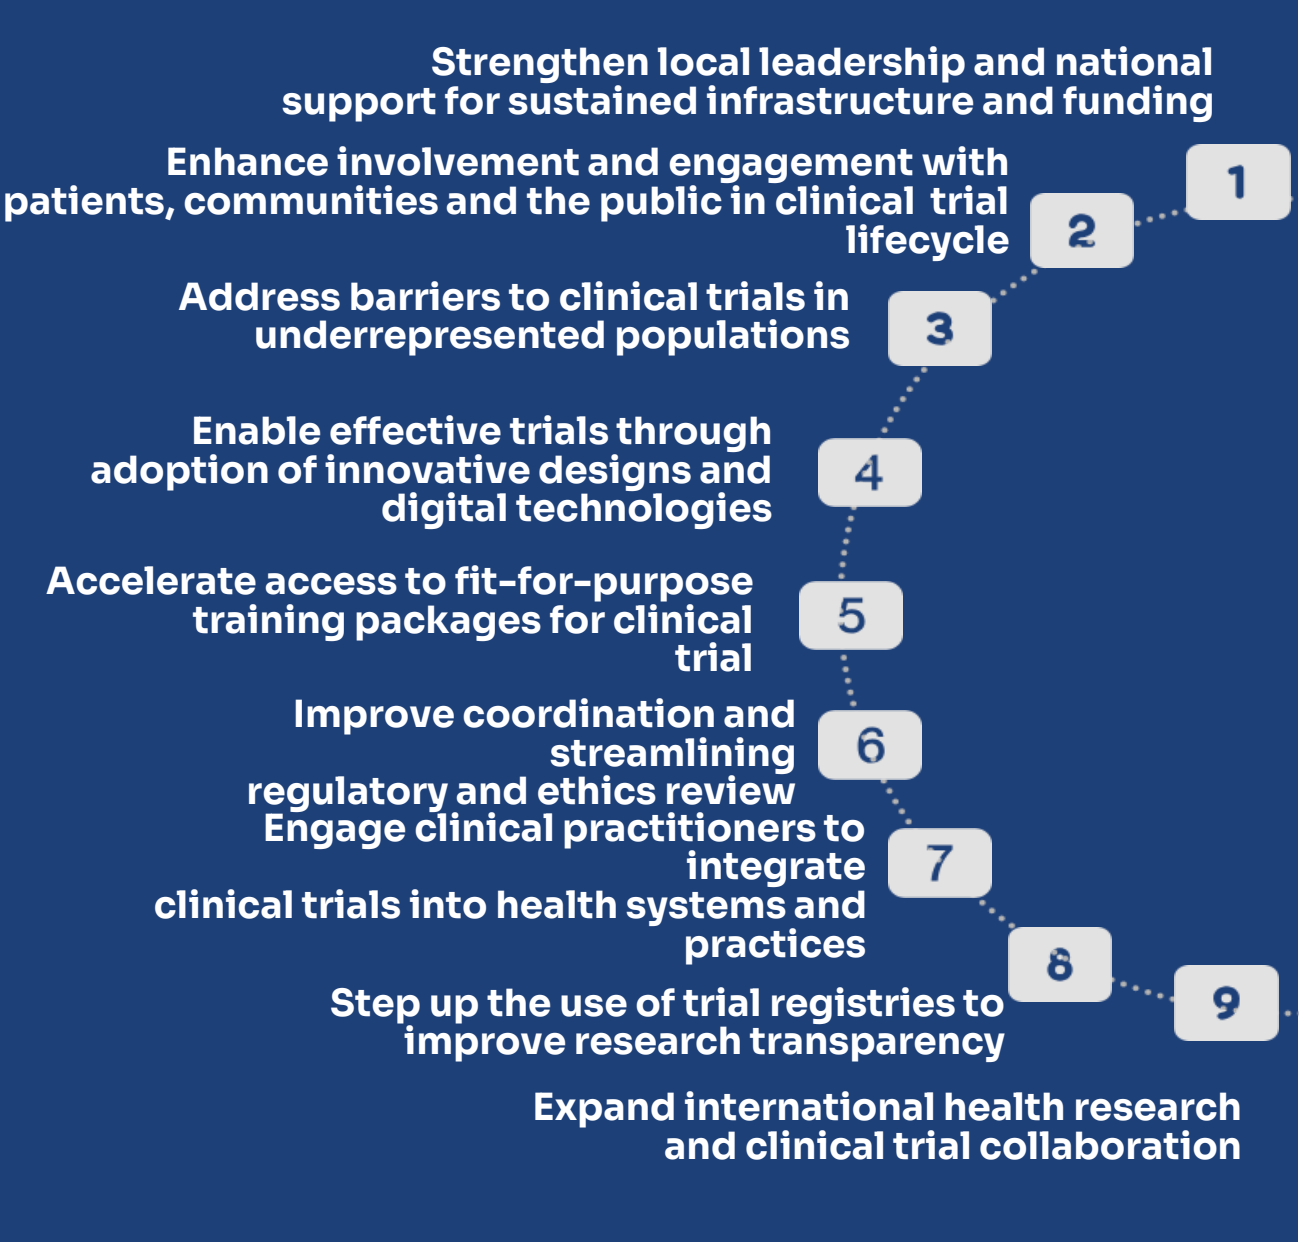 Strengthen local leadership and national
support for sustained infrastructure and funding
1
Enhance involvement and engagement with
patients, communities and the public in clinical trial
lifecycle
2
Address barriers to clinical trials in
underrepresented populations
3
Enable effective trials through
adoption of innovative designs and
digital technologies
4
Accelerate access to fit-for-purpose
training packages for clinical
trial
5
Improve coordination and
streamlining
regulatory and ethics review
6
Engage clinical practitioners to
integrate
clinical trials into health systems and
practices
7
Step up the use of trial registries to
improve research transparency
8
Expand international health research
and clinical trial collaboration
9